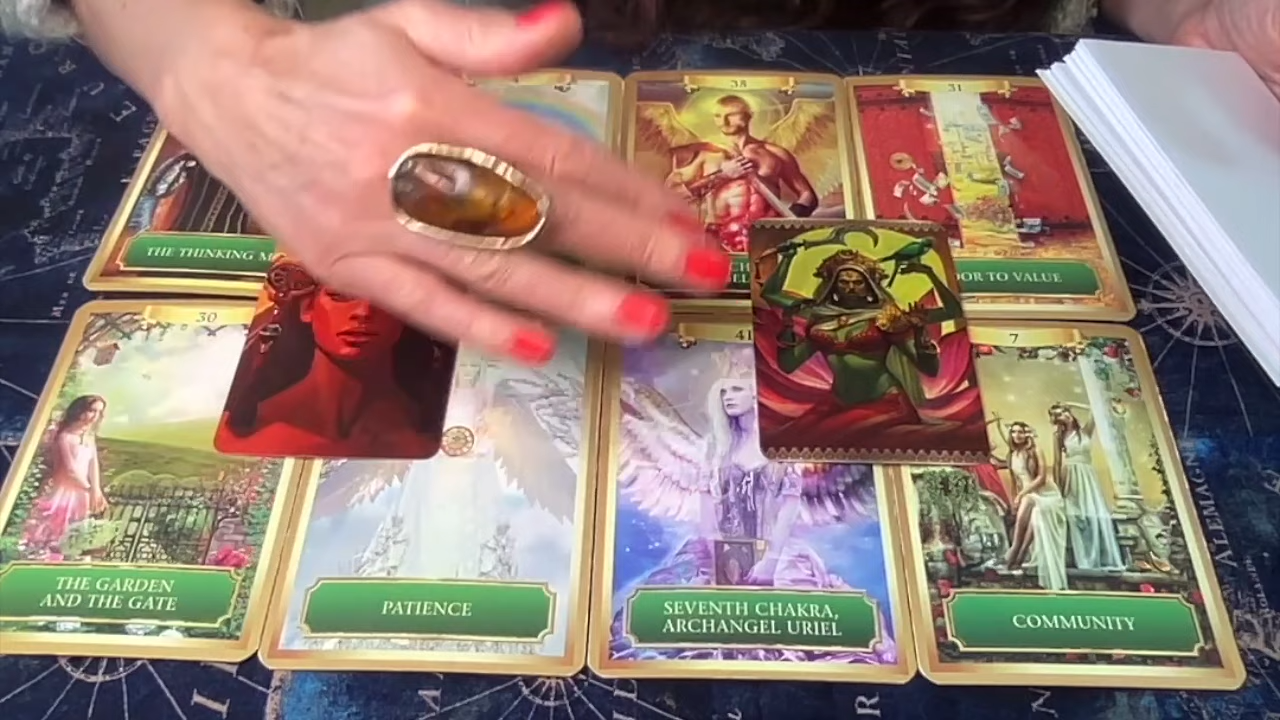 38
31
THE THINKING M
OOR TO VALUE
30
41
7
THE GARDEN
AND THE GATE
PATIENCE
SEVENTH CHAKRA,
ARCHANGEL URIEL
COMMUNITY
ALEMAGN